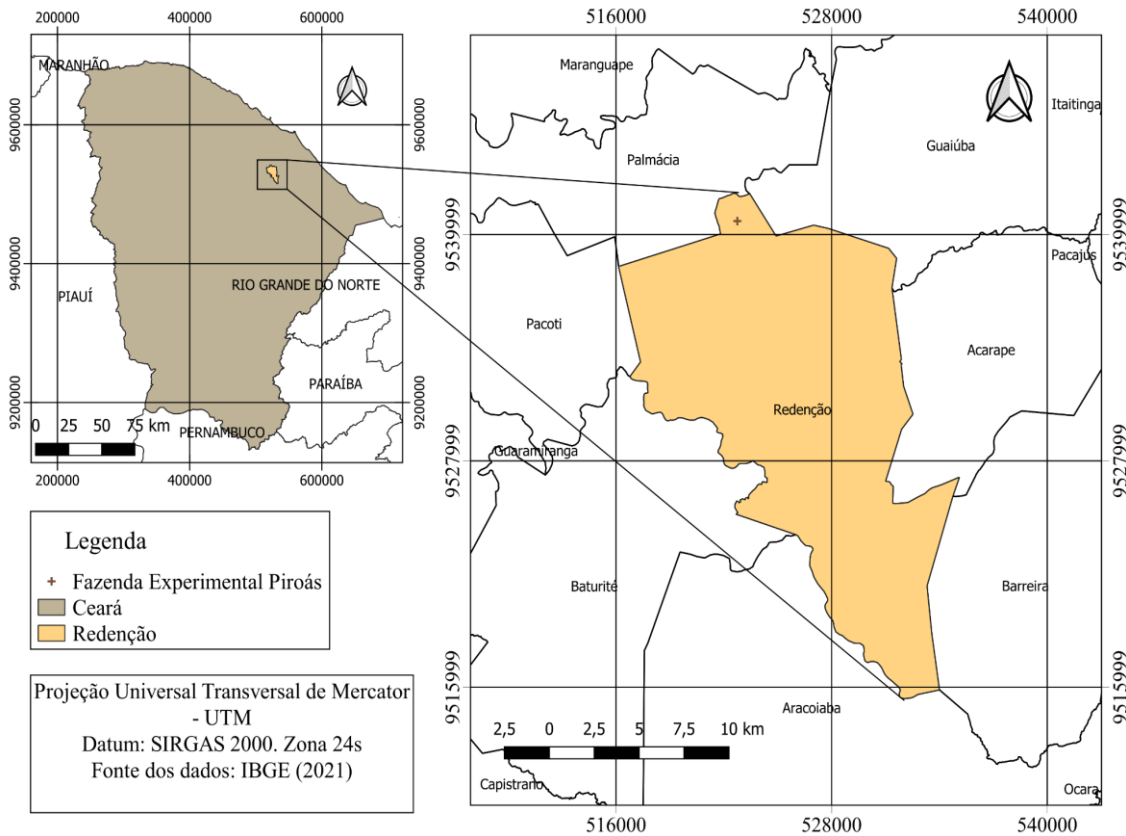 200000 400000 600000
MARANHÃO
9600000
9400000
9200000
9600000
9400000
9200000
PIAUÍ
RIO GRANDE DO NORTE
PARAÍBA
PERNAMBUCO
0 25 50 75 km
200000 400000 600000
Legenda
Fazenda Experimental Piroás
Ceará
Redenção
Projeção Universal Transversal de Mercator
- UTM
Datum: SIRGAS 2000. Zona 24s
Fonte dos dados: IBGE (2021)
516000 528000 540000
Maranguape
Itaitinga
Palmácia
Guaiúba
9539999
9539999
Pacajus
Pacoti
Acarape
Redenção
Guaramiranga
9527999
9527999
Baturité
Barreira
9515999
9515999
Aracoiaba
2,5 0 2,5 5 7,5 10 km
Capistrano
Ocara
516000 528000 540000